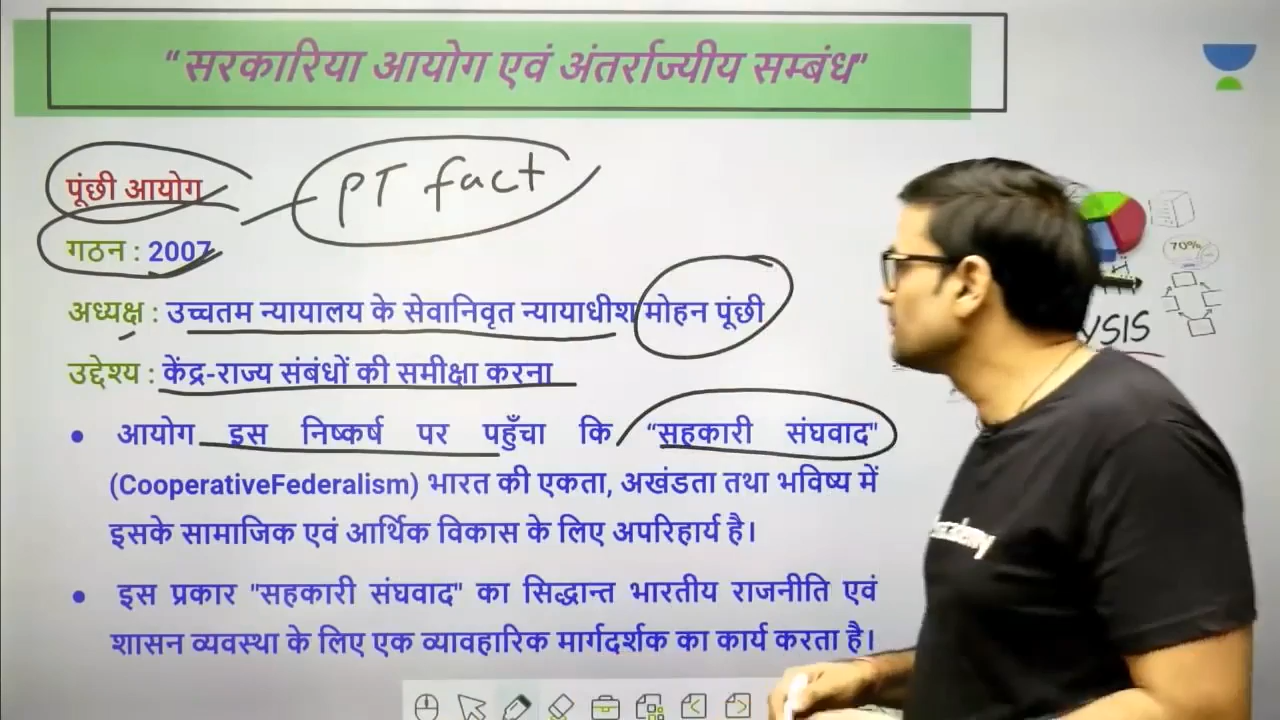 “सरकारिया आयोग एवं अंतर्राज्यीय सम्बंध”
पूंछी आयोग
PT fact
गठन : 2007
अध्यक्ष : उच्चतम न्यायालय के सेवानिवृत न्यायाधीश मोहन पूंछी
उद्देश्य : केंद्र-राज्य संबंधों की समीक्षा करना
• आयोग इस निष्कर्ष पर पहुँचा कि "सहकारी संघवाद"
(CooperativeFederalism) भारत की एकता, अखंडता तथा भविष्य में
इसके सामाजिक एवं आर्थिक विकास के लिए अपरिहार्य है।
• इस प्रकार "सहकारी संघवाद" का सिद्धान्त भारतीय राजनीति एवं
शासन व्यवस्था के लिए एक व्यावहारिक मार्गदर्शक का कार्य करता है।
70%
YSIS